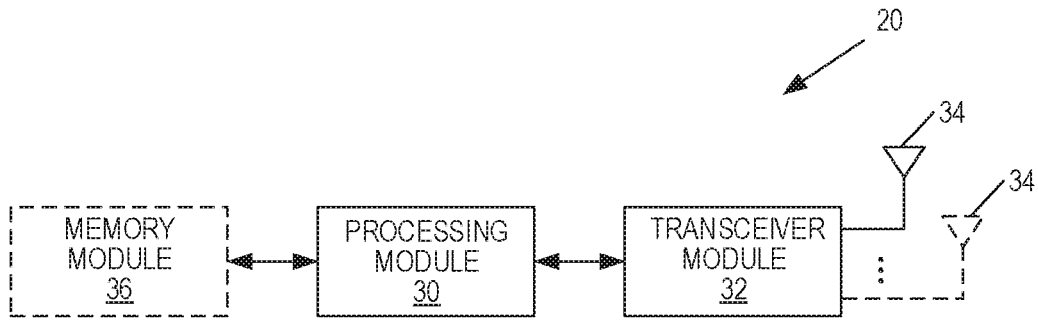 20
34
34
MEMORY
MODULE
36
PROCESSING
MODULE
30
TRANSCEIVER
MODULE
32